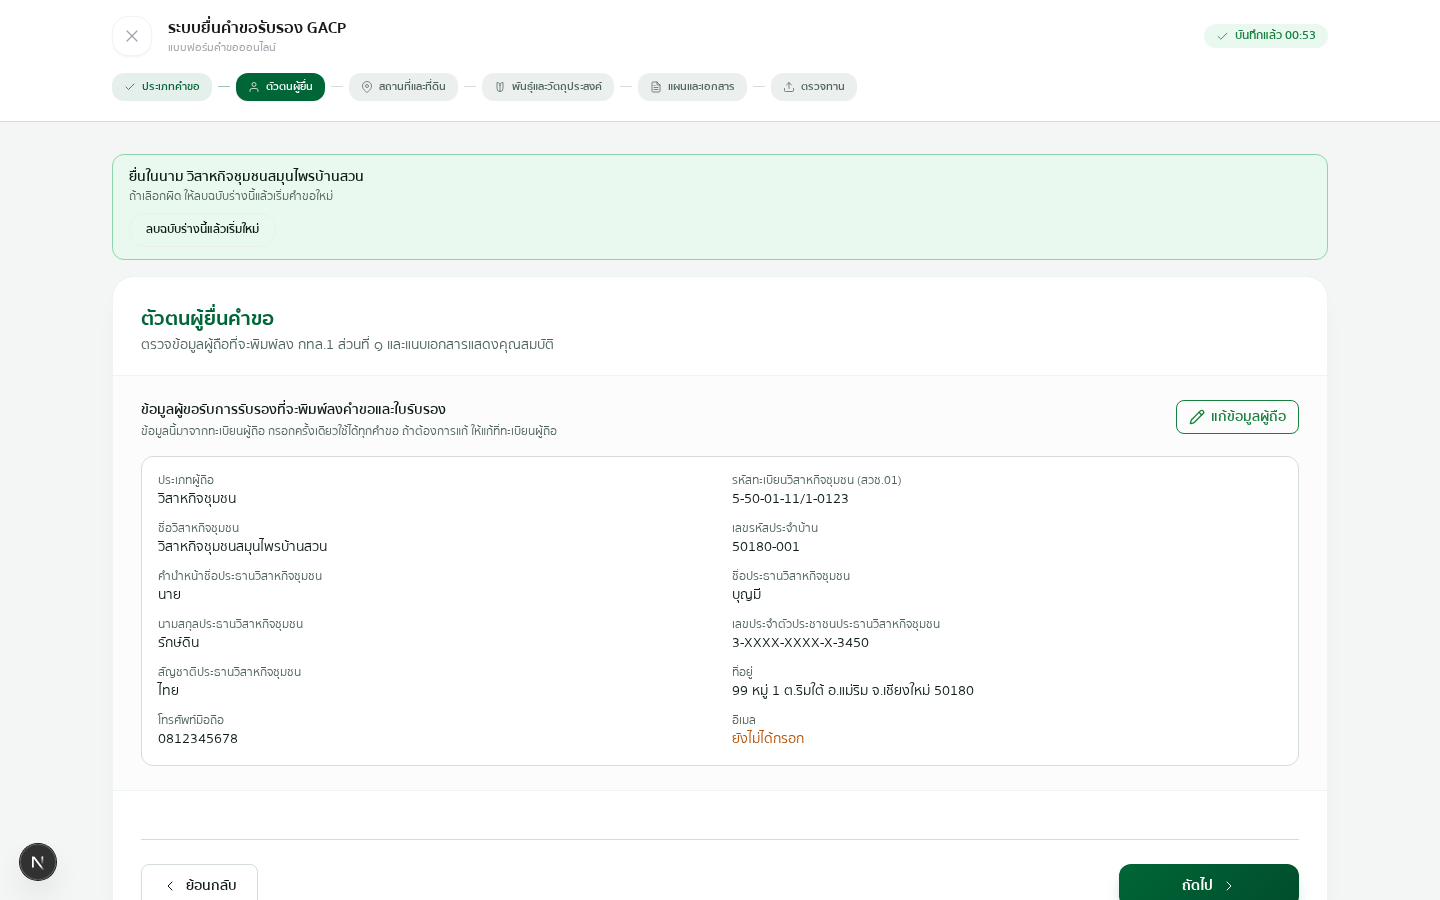 ระบบยื่นคำขอรับรอง GACP
แบบฟอร์มคำขอออนไลน์
บันทึกแล้ว 00:53
ประเภทคำขอ
ตัวตนผู้ยื่น
สถานที่และที่ดิน
พันธุ์และวัตถุประสงค์
แผนและเอกสาร
ตรวจทาน
ยื่นในนาม วิสาหกิจชุมชนสมุนไพรบ้านสวน
ถ้าเลือกผิด ให้ลบฉบับร่างนี้แล้วเริ่มคำขอใหม่
ลบฉบับร่างนี้แล้วเริ่มใหม่
ตัวตนผู้ยื่นคำขอ
ตรวจข้อมูลผู้ถือที่จะพิมพ์ลง กทล.1 ส่วนที่ ๑ และแนบเอกสารแสดงคุณสมบัติ
ข้อมูลผู้ขอรับการรับรองที่จะพิมพ์ลงคำขอและใบรับรอง
ข้อมูลนี้มาจากทะเบียนผู้ถือ กรอกครั้งเดียวใช้ได้ทุกคำขอ ถ้าต้องการแก้ ให้แก้ที่ทะเบียนผู้ถือ
แก้ข้อมูลผู้ถือ
ประเภทผู้ถือ
วิสาหกิจชุมชน
รหัสทะเบียนวิสาหกิจชุมชน (สวช.01)
5-50-01-11/1-0123
ชื่อวิสาหกิจชุมชน
วิสาหกิจชุมชนสมุนไพรบ้านสวน
เลขรหัสประจำบ้าน
50180-001
คำนำหน้าชื่อประธานวิสาหกิจชุมชน
นาย
ชื่อประธานวิสาหกิจชุมชน
บุญมี
นามสกุลประธานวิสาหกิจชุมชน
รักษ์ดิน
เลขประจำตัวประชาชนประธานวิสาหกิจชุมชน
3-XXXX-XXXX-X-3450
สัญชาติประธานวิสาหกิจชุมชน
ไทย
ที่อยู่
99 หมู่ 1 ต.ริมใต้ อ.แม่ริม จ.เชียงใหม่ 50180
โทรศัพท์มือถือ
0812345678
อีเมล
ยังไม่ได้กรอก
N
ย้อนกลับ
ถัดไป